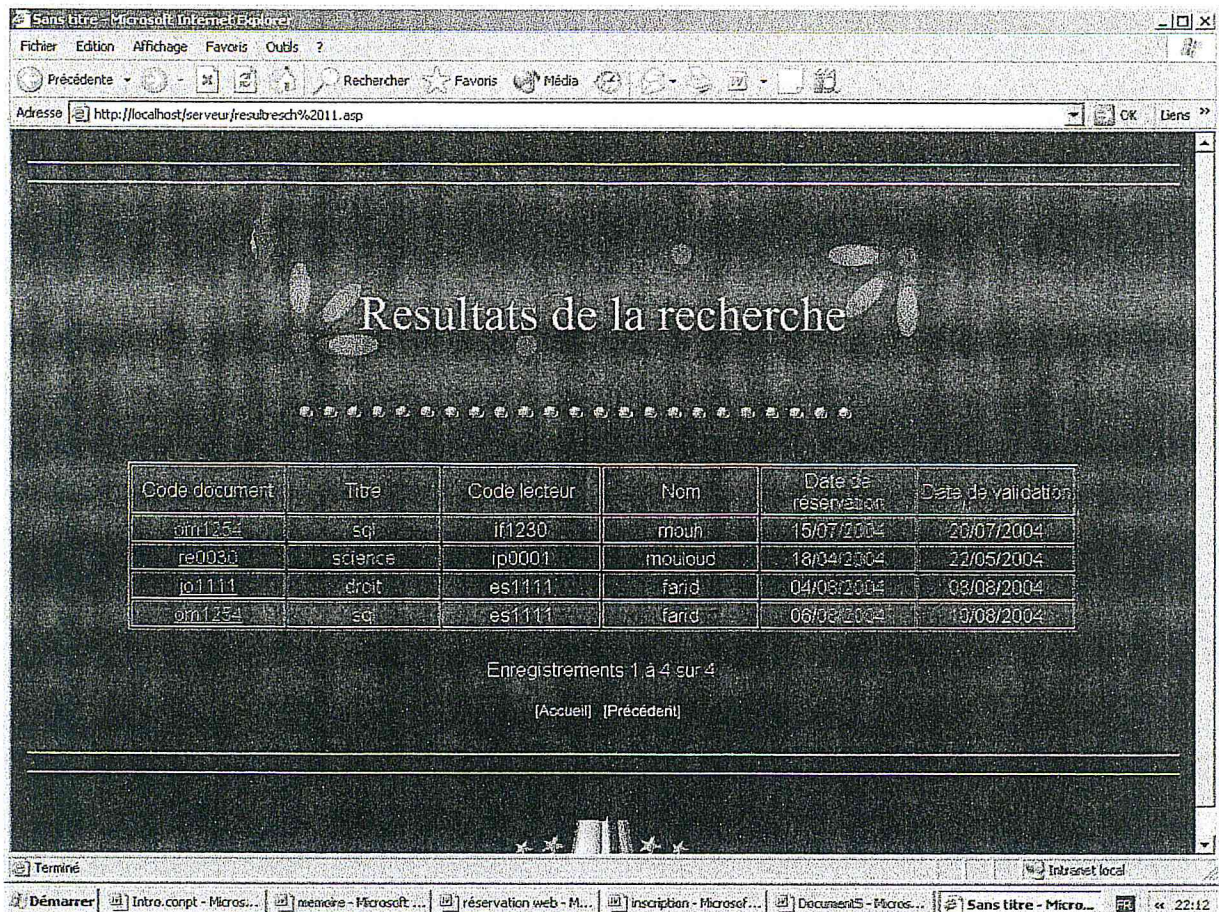 Sans titre - Microsoft Internet Explorer
Fichier Edition Affichage Favoris Outils ?
Précédente Rechercher Favoris Média
Adresse http://localhost/serveur/resultresch%2011.asp OK Liens »
Resultats de la recherche
Code document Titre Code lecteur Nom Date de réservation Date de validation
om1254 sql if1230 moun 15/07/2004 20/07/2004
re0030 science ip0001 mouloud 18/04/2004 22/05/2004
jo1111 droit es1111 farid 04/08/2004 08/08/2004
om1254 sql es1111 farid 06/08/2004 10/08/2004
Enregistrements 1 à 4 sur 4
[Accueil] [Précédent]
Terminé Intranet local
Démarrer Intro.conpt - Micros... memoire - Microsoft ... réservation web - M... inscription - Microsof... Document5 - Micros... Sans titre - Micro... FR « 22:12